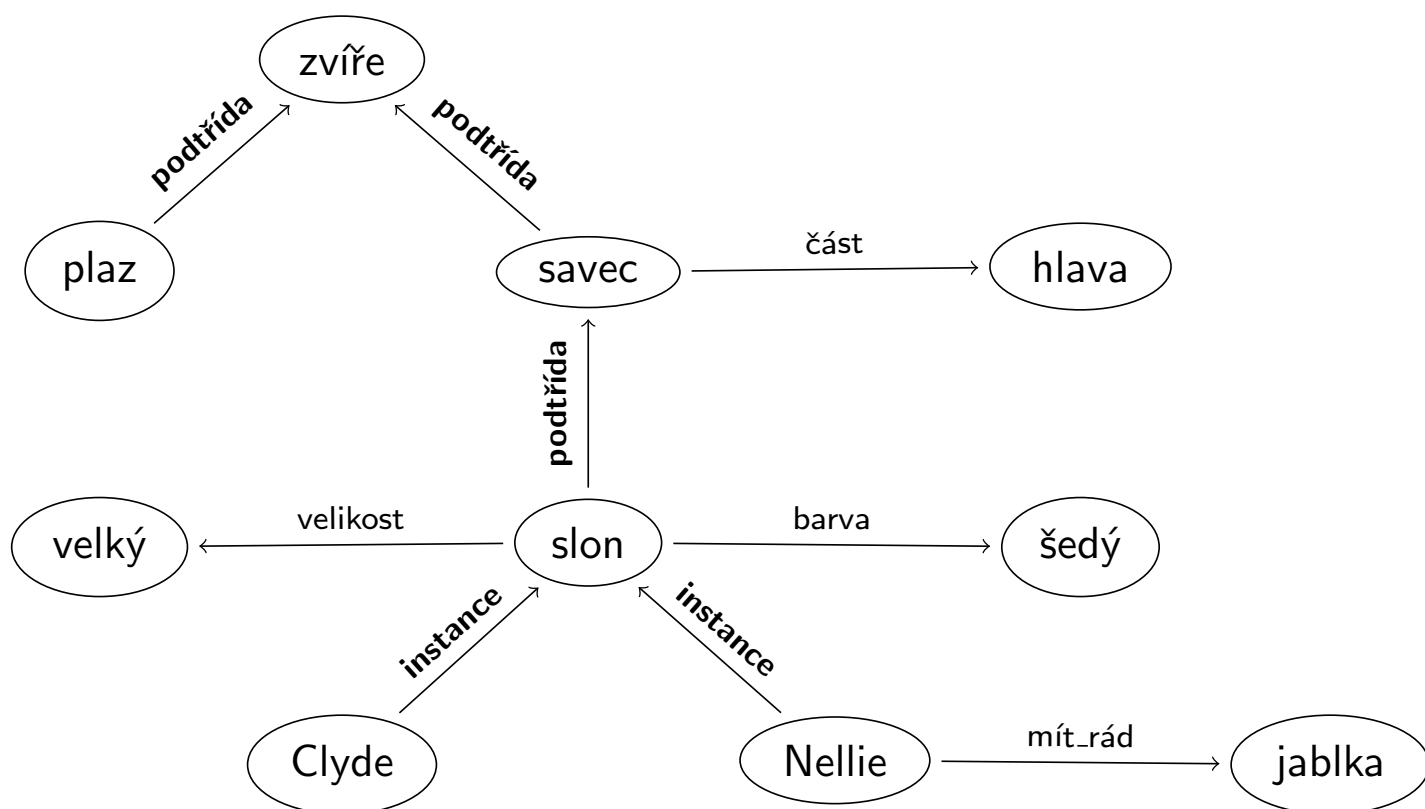 zvíře
podtřída
podtřída
plaz
savec
část
hlava
podtřída
velký
velikost
slon
barva
šedý
instance
instance
Clyde
Nellie
mít_rád
jablka